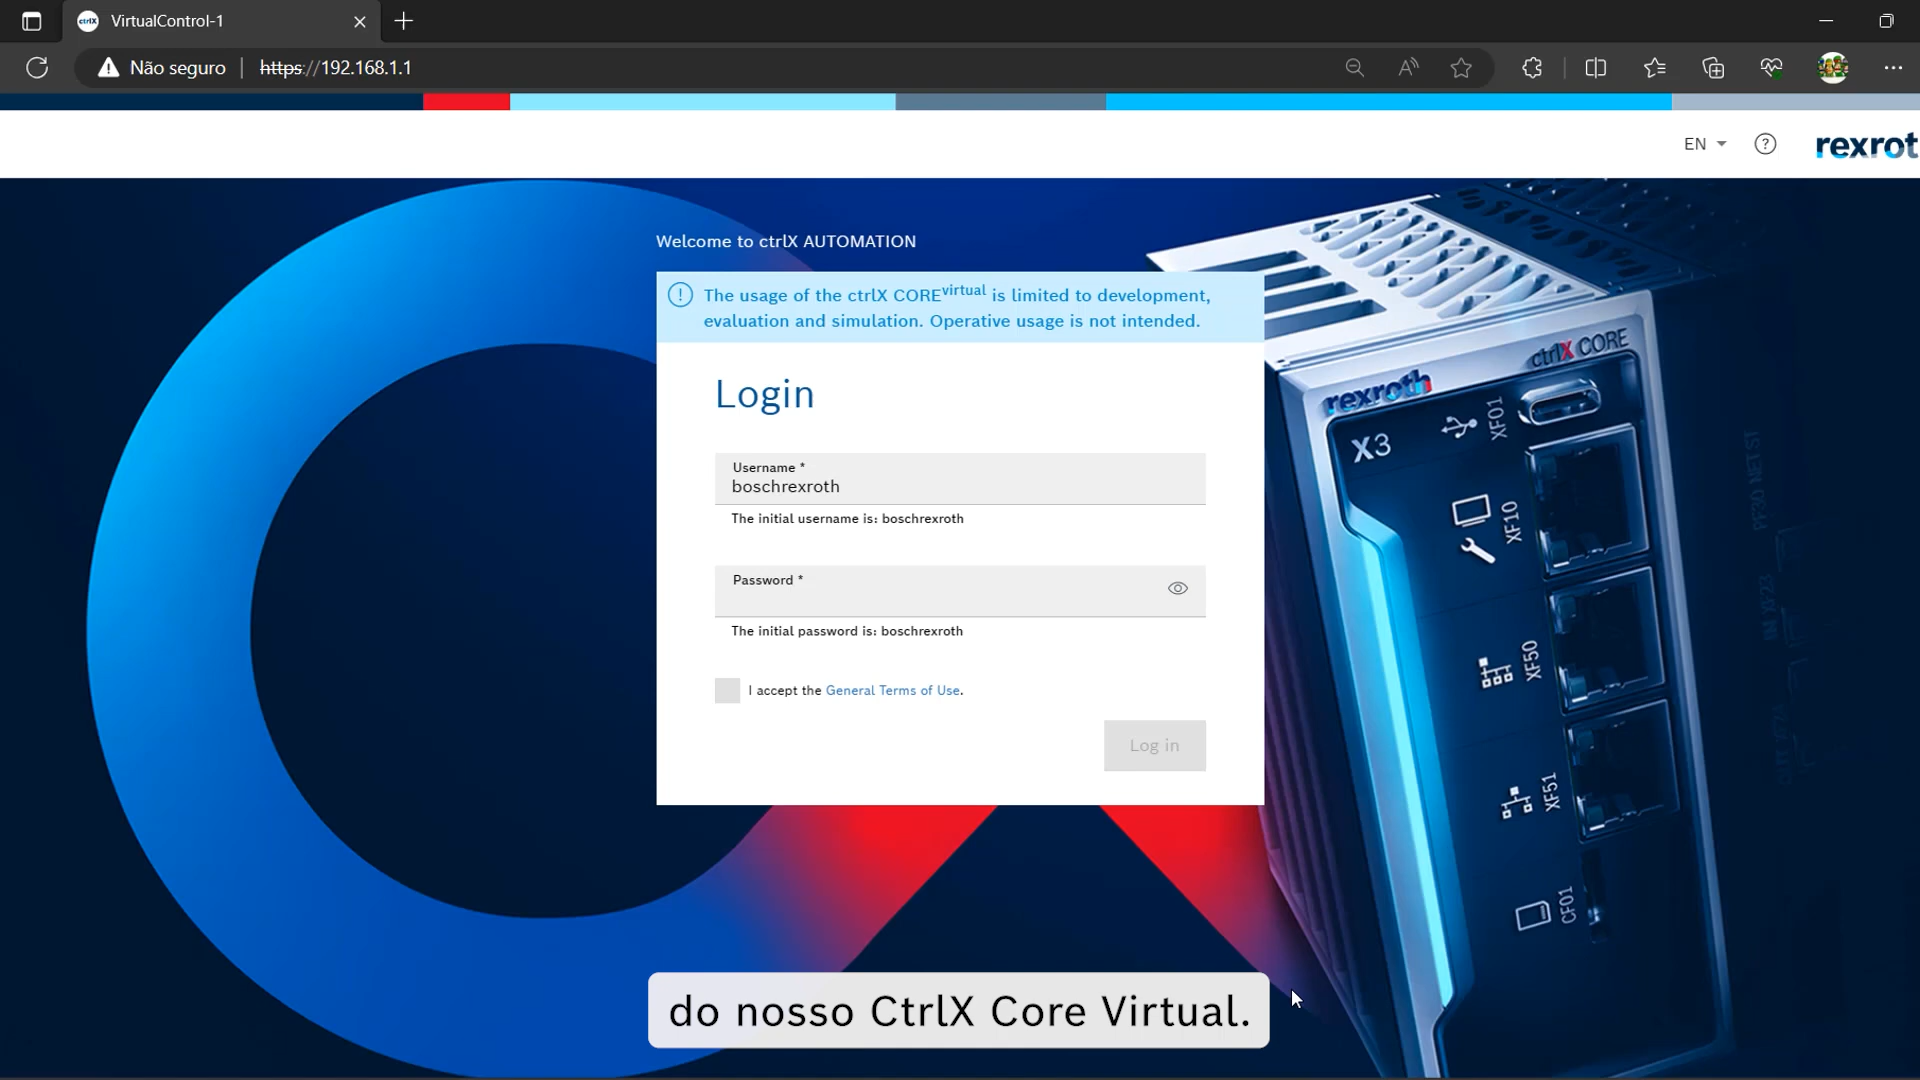 VirtualControl-1
Não seguro
https://192.168.1.1
EN
rexrot
Welcome to ctrlX AUTOMATION
The usage of the ctrlX COREvirtual is limited to development,
evaluation and simulation. Operative usage is not intended.
Login
Username *
boschrexroth
The initial username is: boschrexroth
Password *
The initial password is: boschrexroth
I accept the General Terms of Use.
Log in
ctrlX CORE
rexroth
X3
XF01
XF10
XF50
XF51
CF01
do nosso CtrlX Core Virtual.